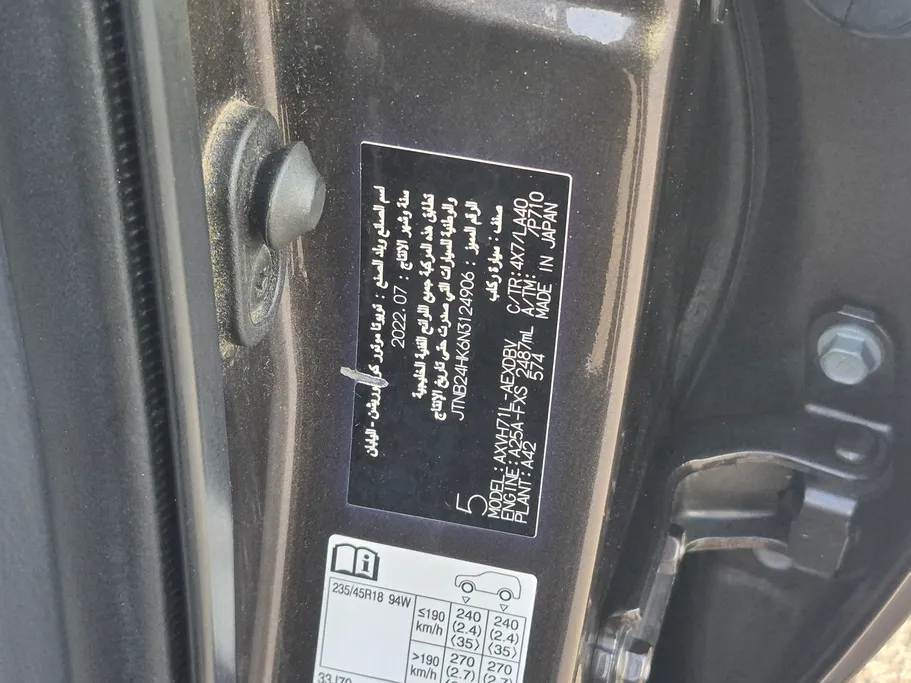 اسم الصانع وبلد الصنع : تويوتا موتور كوربوريشن - اليابان
سنة وشهر الإنتاج : 2022.07
تطابق هذه المركبة جميع اللوائح الفنية الخليجية
والوطنية للسيارات التي صدرت حتى تاريخ الإنتاج
الرقم المميز : JTNB24HK6N3124906
صنف : سيارة ركاب
5
MODEL:AXVH71L-AEXDBV
ENGINE:A25A-FXS 2487mL C/TR:4X7/LA40
PLANT:A42 574 A/TM: /P710
MADE IN JAPAN
235/45R18 94W
≤190 km/h 240 (2.4) (35) 240 (2.4) (35)
>190 km/h 270 (2.7) 270 (2.7)